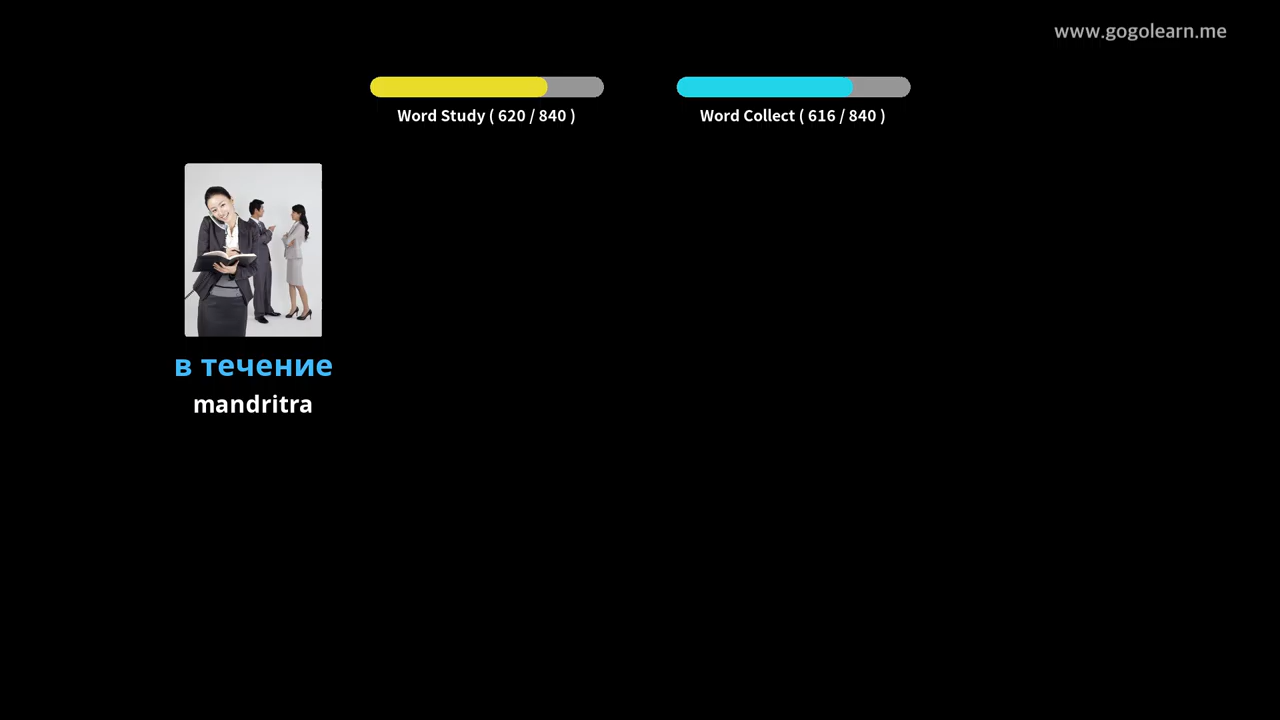 www.gogolearn.me
Word Study ( 620 / 840 )
Word Collect ( 616 / 840 )
в течение
mandritra